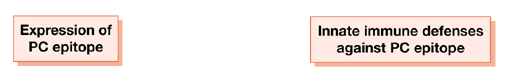 Expression of
PC epitope
Innate immune defenses
against PC epitope